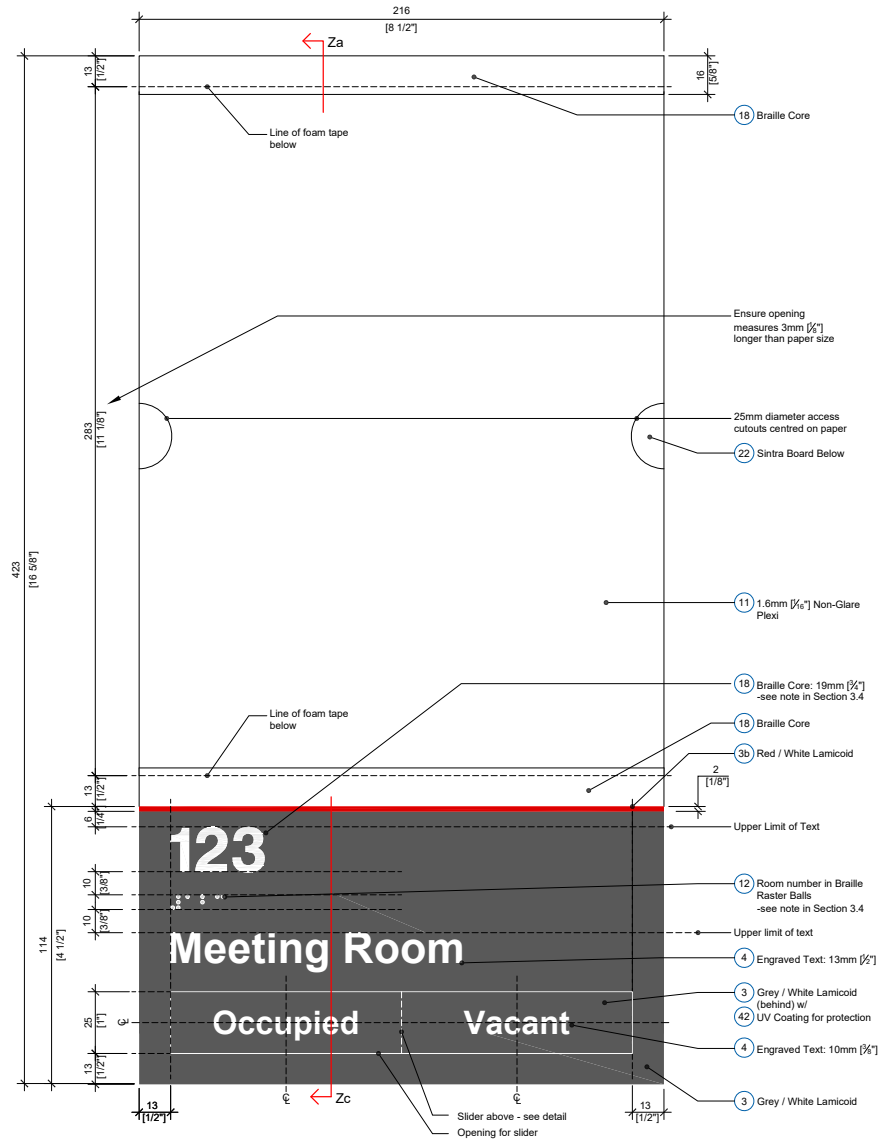 216
[8 1/2"]
Za
13
[1/2"]
16
[5/8"]
18 Braille Core
Line of foam tape
below
Ensure opening
measures 3mm [⅛"]
longer than paper size
283
[11 1/8"]
25mm diameter access
cutouts centred on paper
22 Sintra Board Below
423
[16 5/8"]
11 1.6mm [1⁄16"] Non-Glare
Plexi
18 Braille Core: 19mm [¾"]
-see note in Section 3.4
Line of foam tape
below
18 Braille Core
3b Red / White Lamicoid
2
[1/8"]
13
[1/2"]
6
[1/4"]
Upper Limit of Text
123
10
[3/8"]
12 Room number in Braille
Raster Balls
-see note in Section 3.4
10
[3/8"]
Upper limit of text
114
[4 1/2"]
Meeting Room
4 Engraved Text: 13mm [½"]
3 Grey / White Lamicoid
(behind) w/
42 UV Coating for protection
25
[1"]
℄
Occupied
Vacant
4 Engraved Text: 10mm [⅜"]
13
[1/2"]
3 Grey / White Lamicoid
℄
Zc
℄
13
[1/2"]
13
[1/2"]
Slider above - see detail
Opening for slider